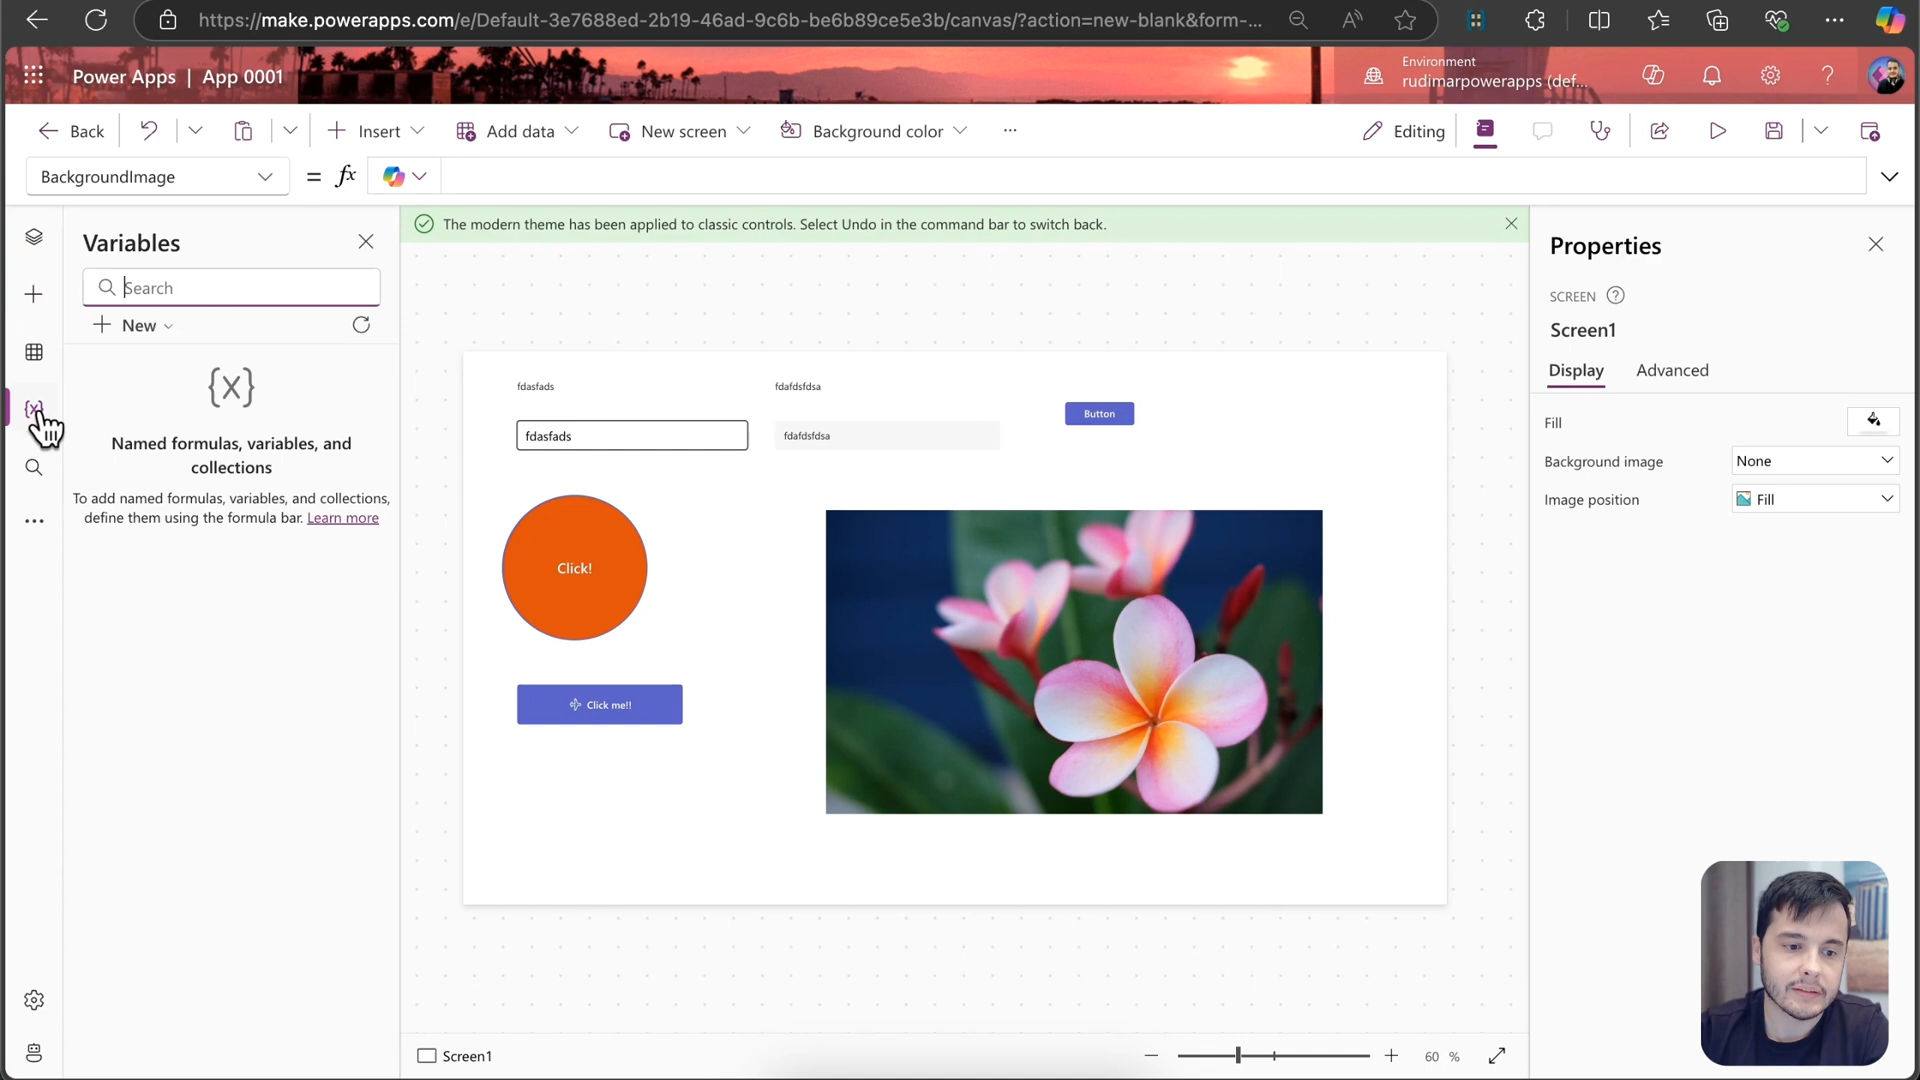 https://make.powerapps.com/e/Default-3e7688ed-2b19-46ad-9c6b-be6b89ce5e3b/canvas/?action=new-blank&form-...
Power Apps | App 0001
Environment
rudimarpowerapps (def...
Back
Insert
Add data
New screen
Background color
...
Editing
BackgroundImage
= fx
Variables
Search
New
{x}
Named formulas, variables, and
collections
To add named formulas, variables, and collections,
define them using the formula bar. Learn more
The modern theme has been applied to classic controls. Select Undo in the command bar to switch back.
fdasfads
fdafdsfdsa
Button
fdasfads
fdafdsfdsa
Click!
Click me!!
Screen1
60 %
Properties
SCREEN
Screen1
Display
Advanced
Fill
Background image
None
Image position
Fill